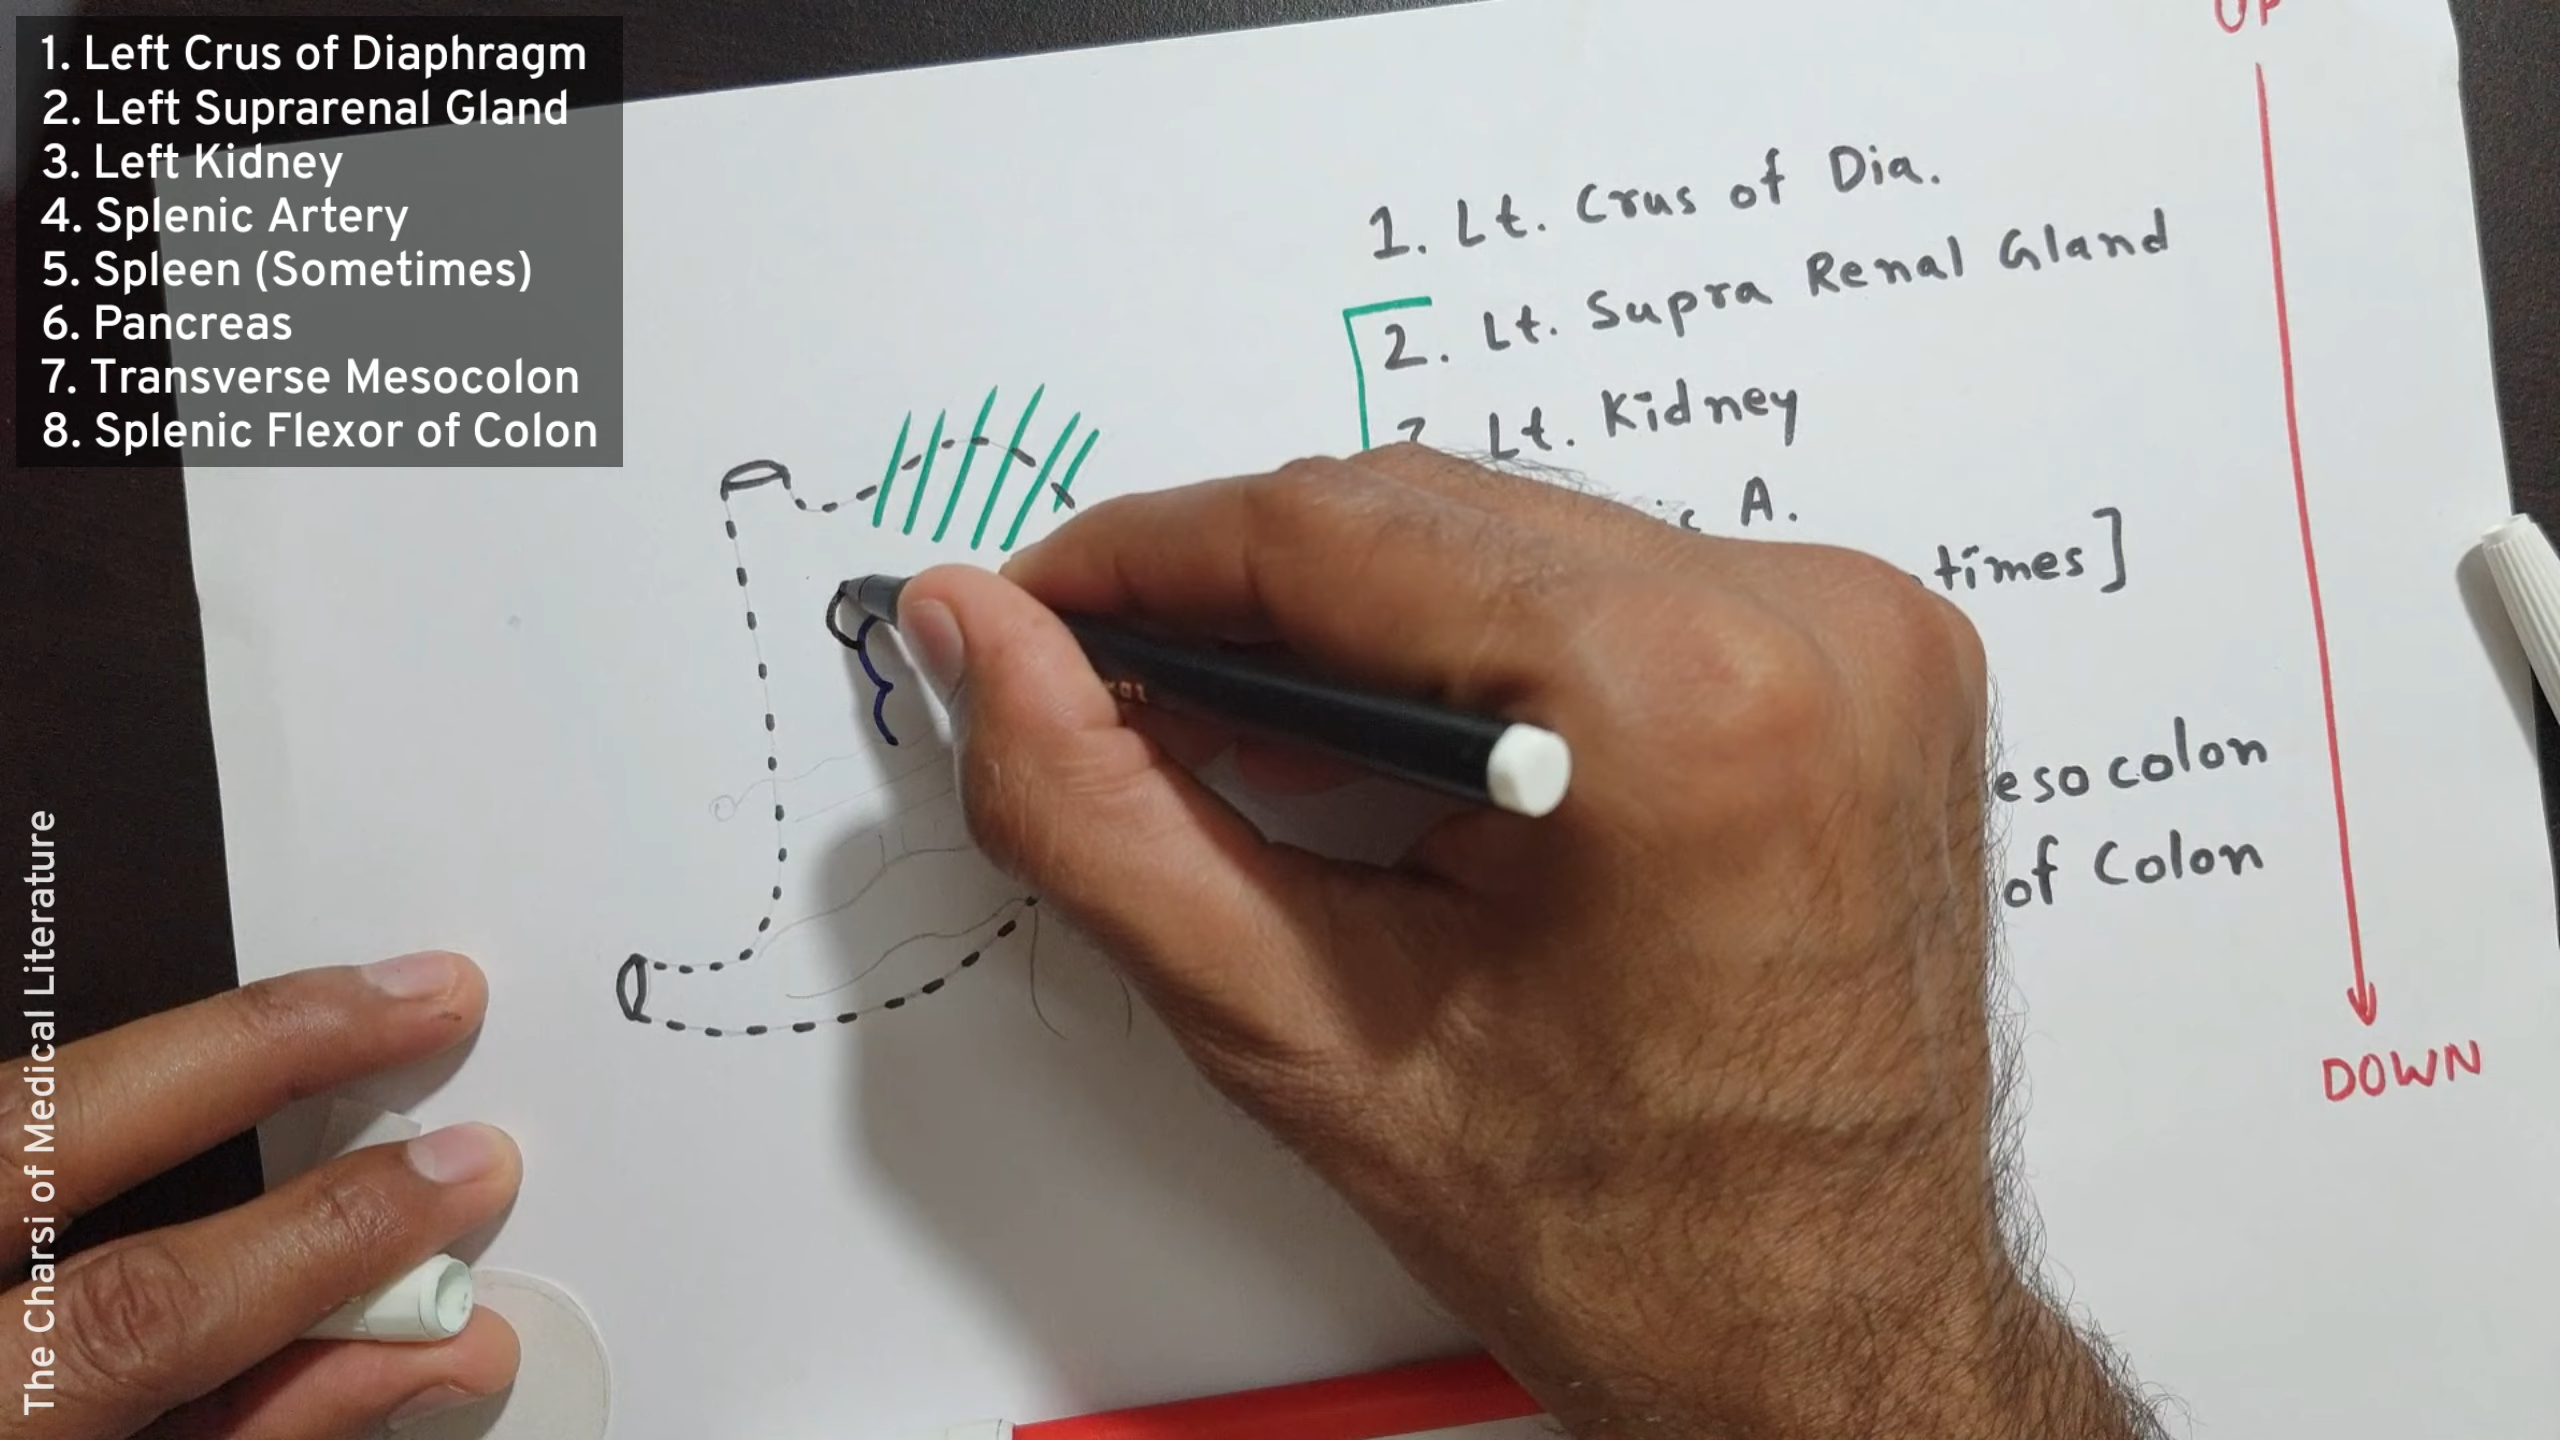 1. Left Crus of Diaphragm
2. Left Suprarenal Gland
3. Left Kidney
4. Splenic Artery
5. Spleen (Sometimes)
6. Pancreas
7. Transverse Mesocolon
8. Splenic Flexor of Colon
The Charsi of Medical Literature
UP
1. Lt. Crus of Dia.
2. Lt. Supra Renal Gland
Lt. Kidney
A.
of Colon
DOWN